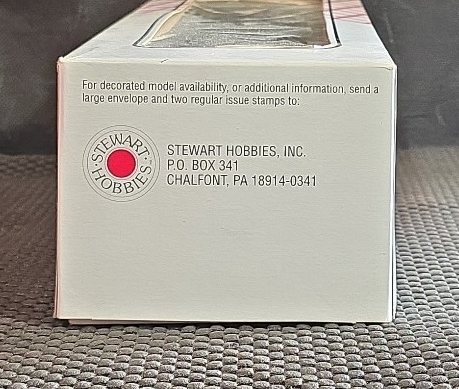 For decorated model availability, or additional information, send a
large envelope and two regular issue stamps to:
STEWART
HOBBIES
STEWART HOBBIES, INC.
P.O. BOX 341
CHALFONT, PA 18914-0341